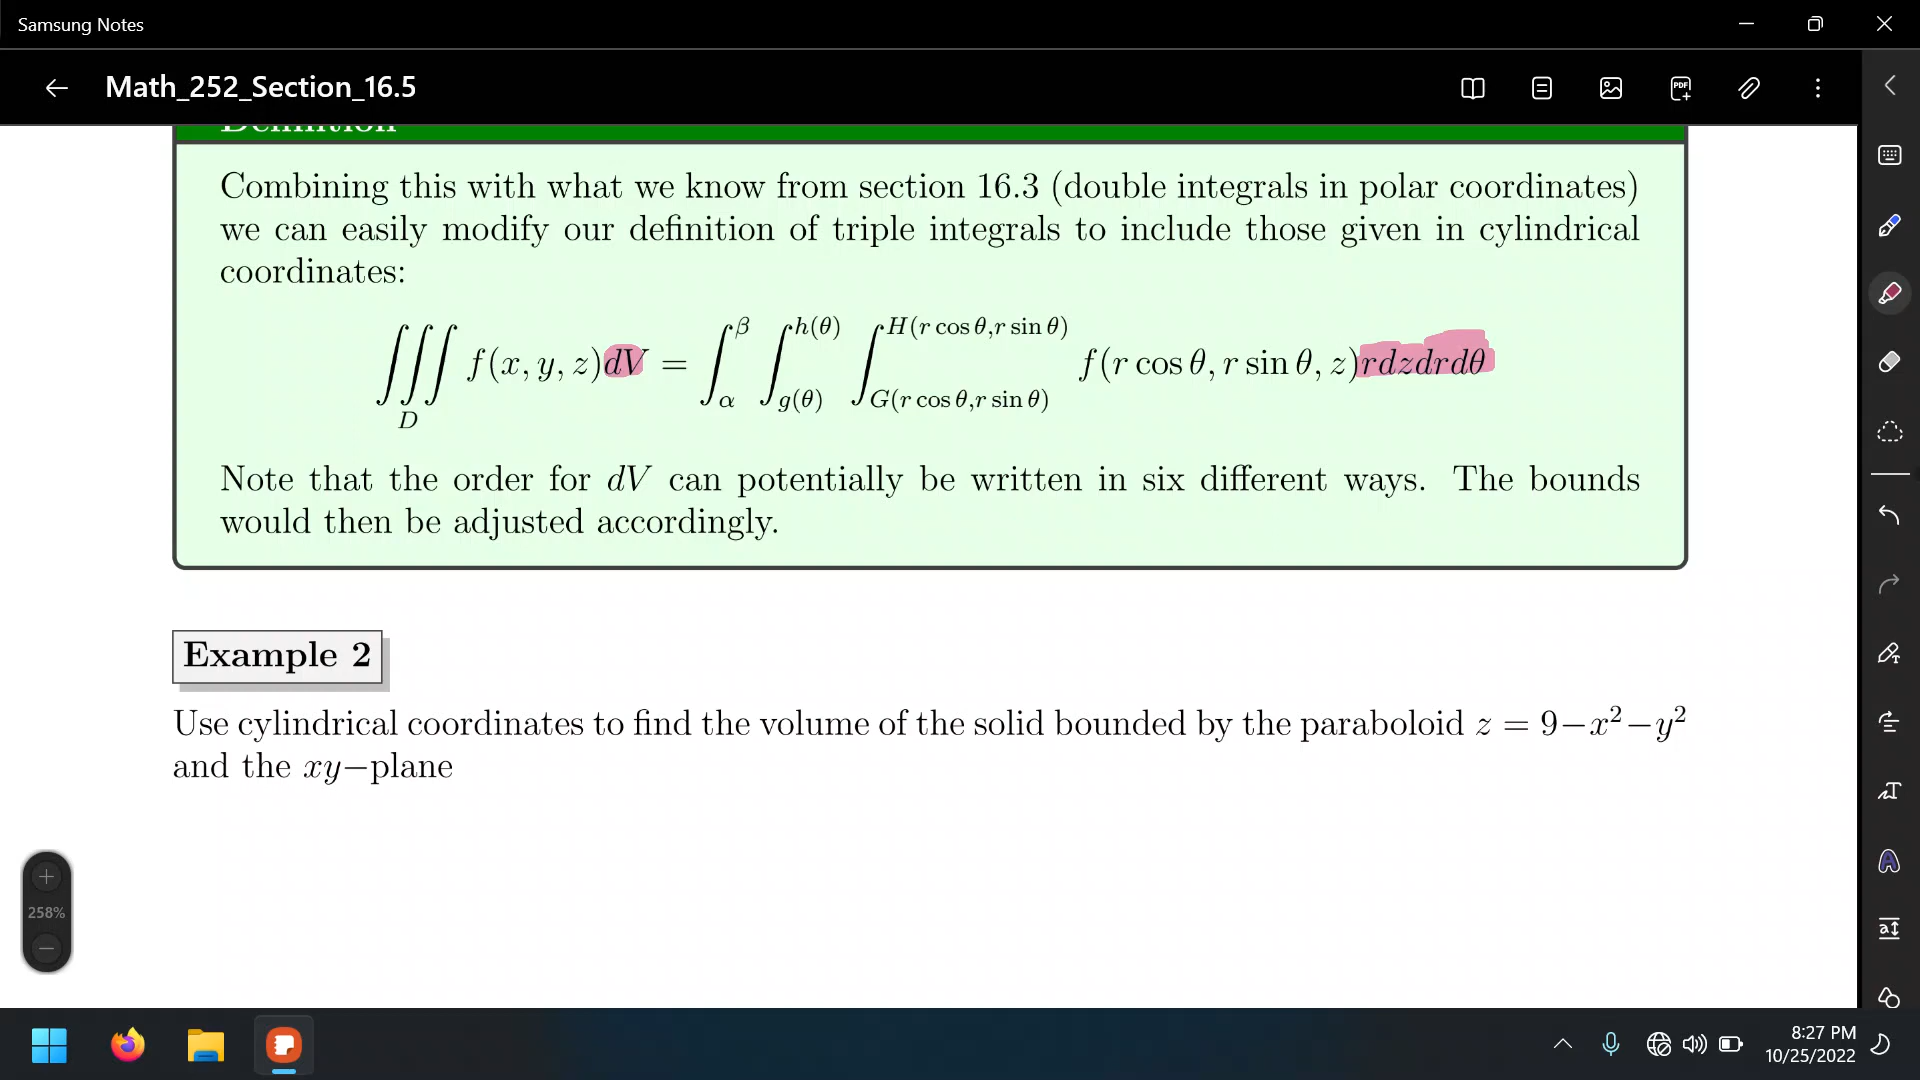 Samsung Notes
Math_252_Section_16.5
Definition
Combining this with what we know from section 16.3 (double integrals in polar coordinates)
we can easily modify our definition of triple integrals to include those given in cylindrical
coordinates:
∭_D f(x, y, z)dV = ∫_α^β ∫_{g(θ)}^{h(θ)} ∫_{G(r cos θ,r sin θ)}^{H(r cos θ,r sin θ)} f(r cos θ, r sin θ, z)rdzdrdθ
Note that the order for dV can potentially be written in six different ways. The bounds
would then be adjusted accordingly.
Example 2
Use cylindrical coordinates to find the volume of the solid bounded by the paraboloid z = 9−x²−y²
and the xy−plane
258%
8:27 PM
10/25/2022